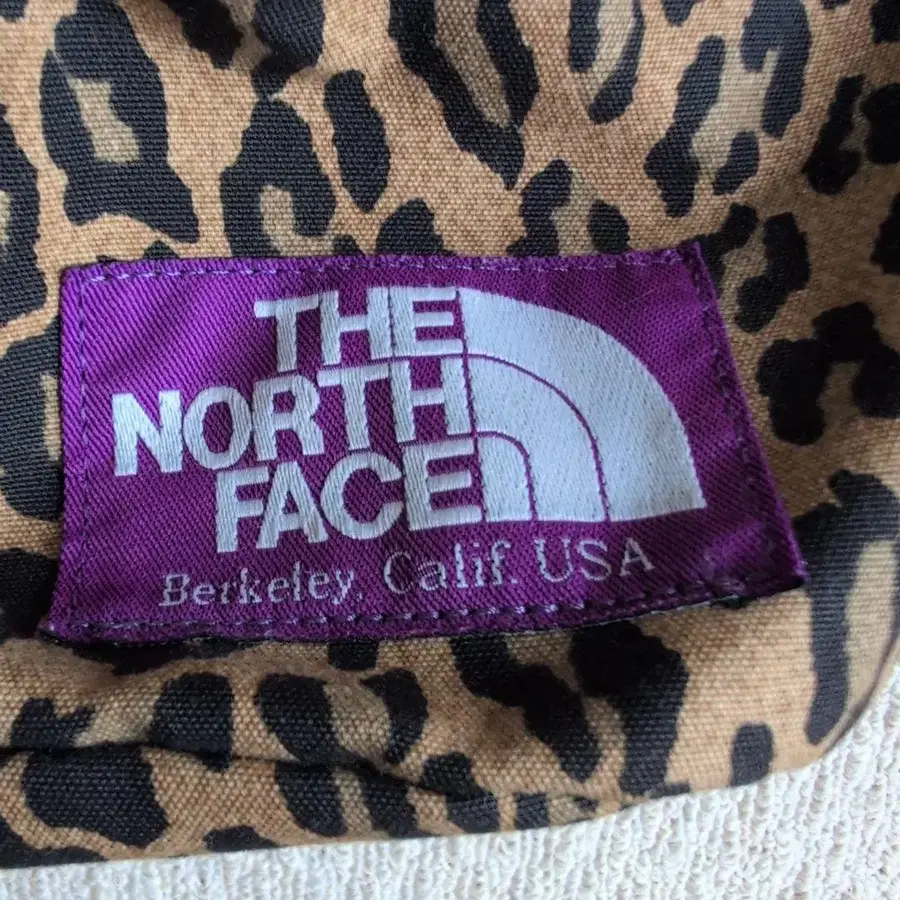 THE
NORTH
FACE
Berkeley, Calif. USA